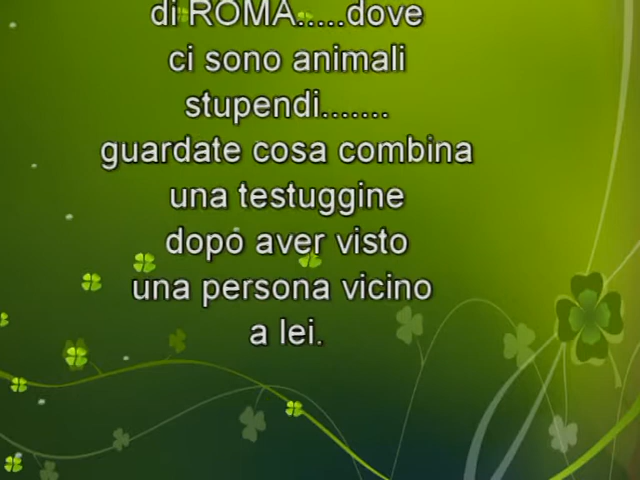 di ROMA.....dove
ci sono animali
stupendi.......
guardate cosa combina
una testuggine
dopo aver visto
una persona vicino
a lei.